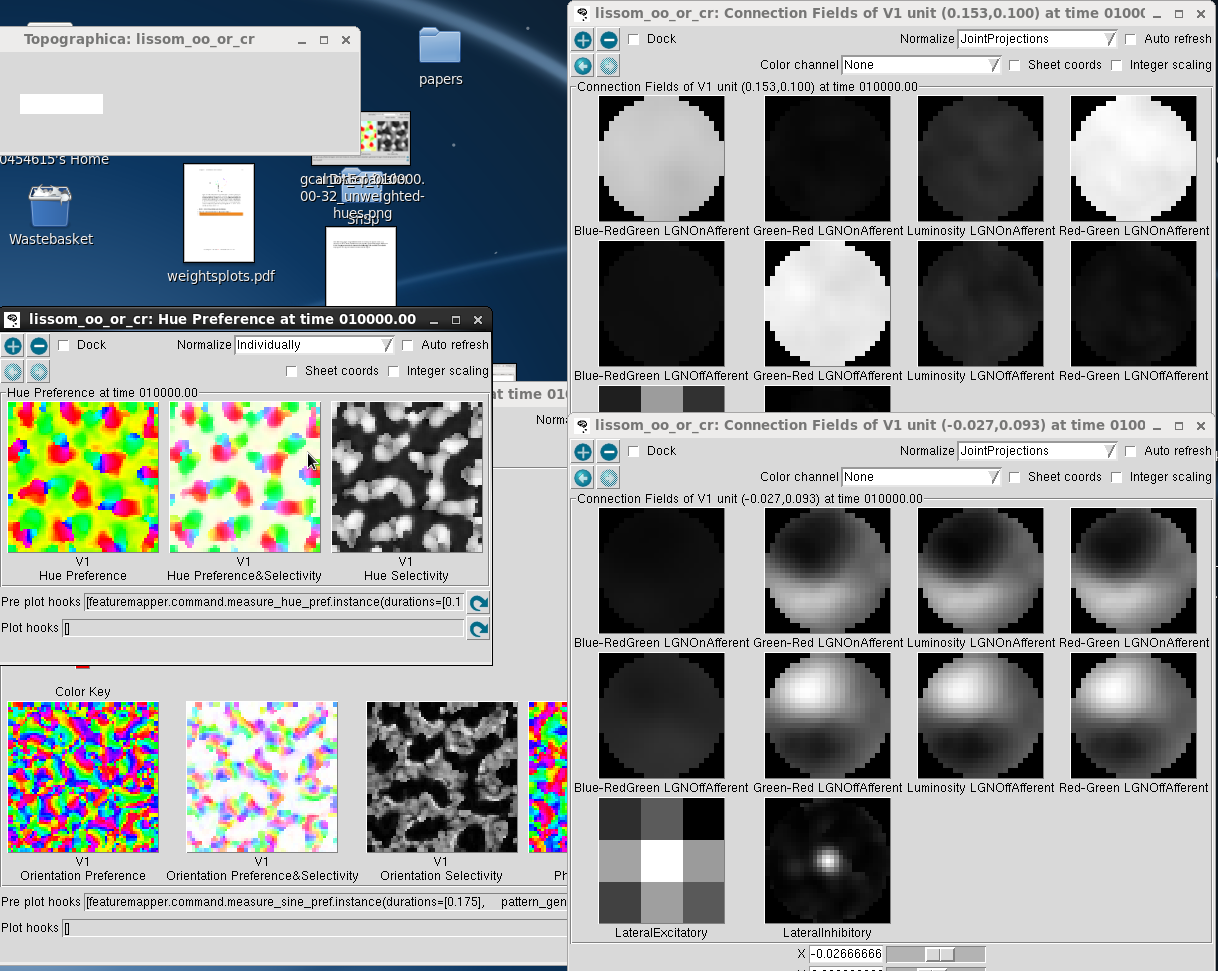 Topographica: lissom_oo_or_cr
papers
0454615's Home
00-32_unweighted-
hues.png
Wastebasket
weightsplots.pdf
lissom_oo_or_cr: Hue Preference at time 010000.00
Dock
Normalize
Individually
Auto refresh
Sheet coords
Integer scaling
Hue Preference at time 010000.00
V1
Hue Preference
V1
Hue Preference&Selectivity
V1
Hue Selectivity
Pre plot hooks
[featuremapper.command.measure_hue_pref.instance(durations=[0.1
Plot hooks
[]
nt time 01
Norma
Color Key
V1
Orientation Preference
V1
Orientation Preference&Selectivity
V1
Orientation Selectivity
Ph
Pre plot hooks
[featuremapper.command.measure_sine_pref.instance(durations=[0.175], pattern_gen
Plot hooks
[]
lissom_oo_or_cr: Connection Fields of V1 unit (0.153,0.100) at time 0100
Dock
Normalize
JointProjections
Auto refresh
Color channel
None
Sheet coords
Integer scaling
Connection Fields of V1 unit (0.153,0.100) at time 010000.00
Blue-RedGreen LGNOnAfferent
Green-Red LGNOnAfferent
Luminosity LGNOnAfferent
Red-Green LGNOnAfferent
Blue-RedGreen LGNOffAfferent
Green-Red LGNOffAfferent
Luminosity LGNOffAfferent
Red-Green LGNOffAfferent
lissom_oo_or_cr: Connection Fields of V1 unit (-0.027,0.093) at time 0100
Dock
Normalize
JointProjections
Auto refresh
Color channel
None
Sheet coords
Integer scaling
Connection Fields of V1 unit (-0.027,0.093) at time 010000.00
Blue-RedGreen LGNOnAfferent
Green-Red LGNOnAfferent
Luminosity LGNOnAfferent
Red-Green LGNOnAfferent
Blue-RedGreen LGNOffAfferent
Green-Red LGNOffAfferent
Luminosity LGNOffAfferent
Red-Green LGNOffAfferent
LateralExcitatory
LateralInhibitory
X
-0.02666666